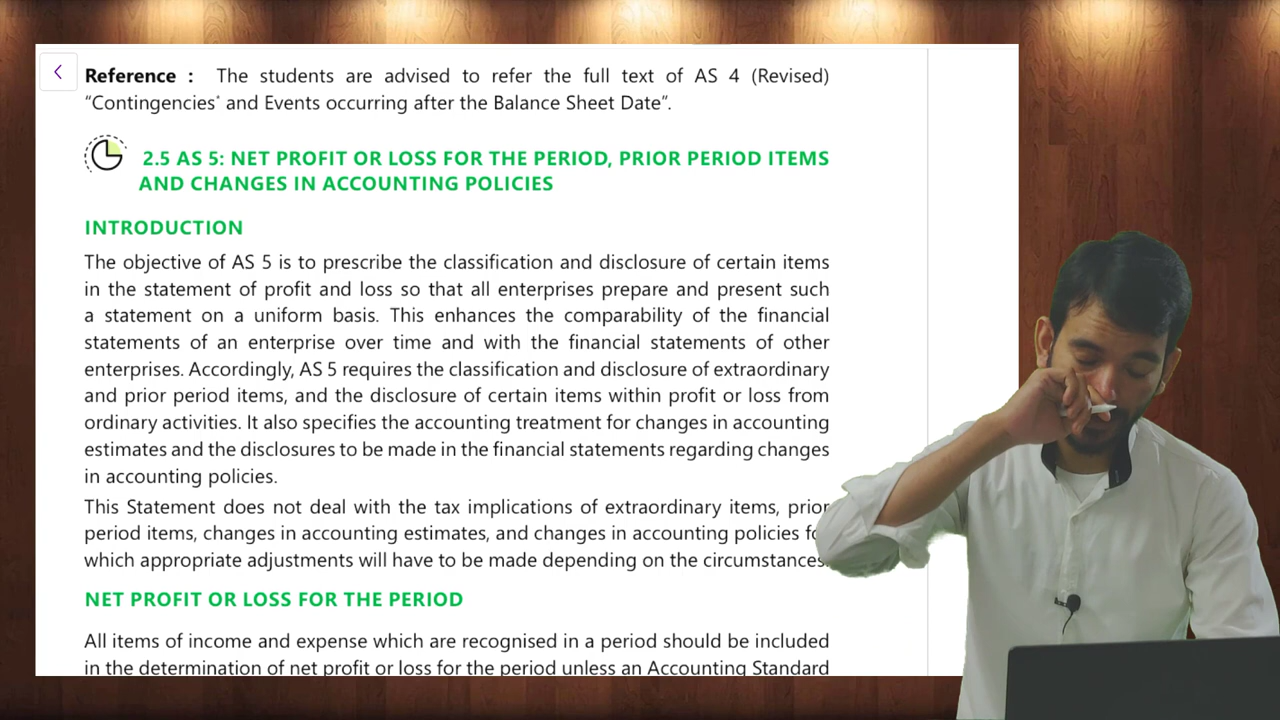 Reference : The students are advised to refer the full text of AS 4 (Revised)
“Contingencies* and Events occurring after the Balance Sheet Date”.
2.5 AS 5: NET PROFIT OR LOSS FOR THE PERIOD, PRIOR PERIOD ITEMS
AND CHANGES IN ACCOUNTING POLICIES
INTRODUCTION
The objective of AS 5 is to prescribe the classification and disclosure of certain items
in the statement of profit and loss so that all enterprises prepare and present such
a statement on a uniform basis. This enhances the comparability of the financial
statements of an enterprise over time and with the financial statements of other
enterprises. Accordingly, AS 5 requires the classification and disclosure of extraordinary
and prior period items, and the disclosure of certain items within profit or loss from
ordinary activities. It also specifies the accounting treatment for changes in accounting
estimates and the disclosures to be made in the financial statements regarding changes
in accounting policies.
This Statement does not deal with the tax implications of extraordinary items, prior
period items, changes in accounting estimates, and changes in accounting policies
which appropriate adjustments will have to be made depending on the circumstances.
NET PROFIT OR LOSS FOR THE PERIOD
All items of income and expense which are recognised in a period should be included
in the determination of net profit or loss for the period unless an Accounting Standard